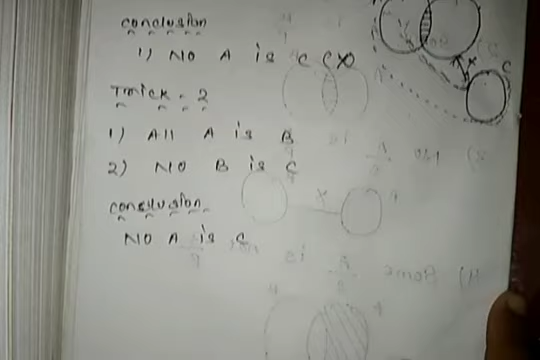 conclusion
1) NO A is C (X)
Trick - 2
1) All A is B
2) NO B is C
conclusion
NO A is C
C
X